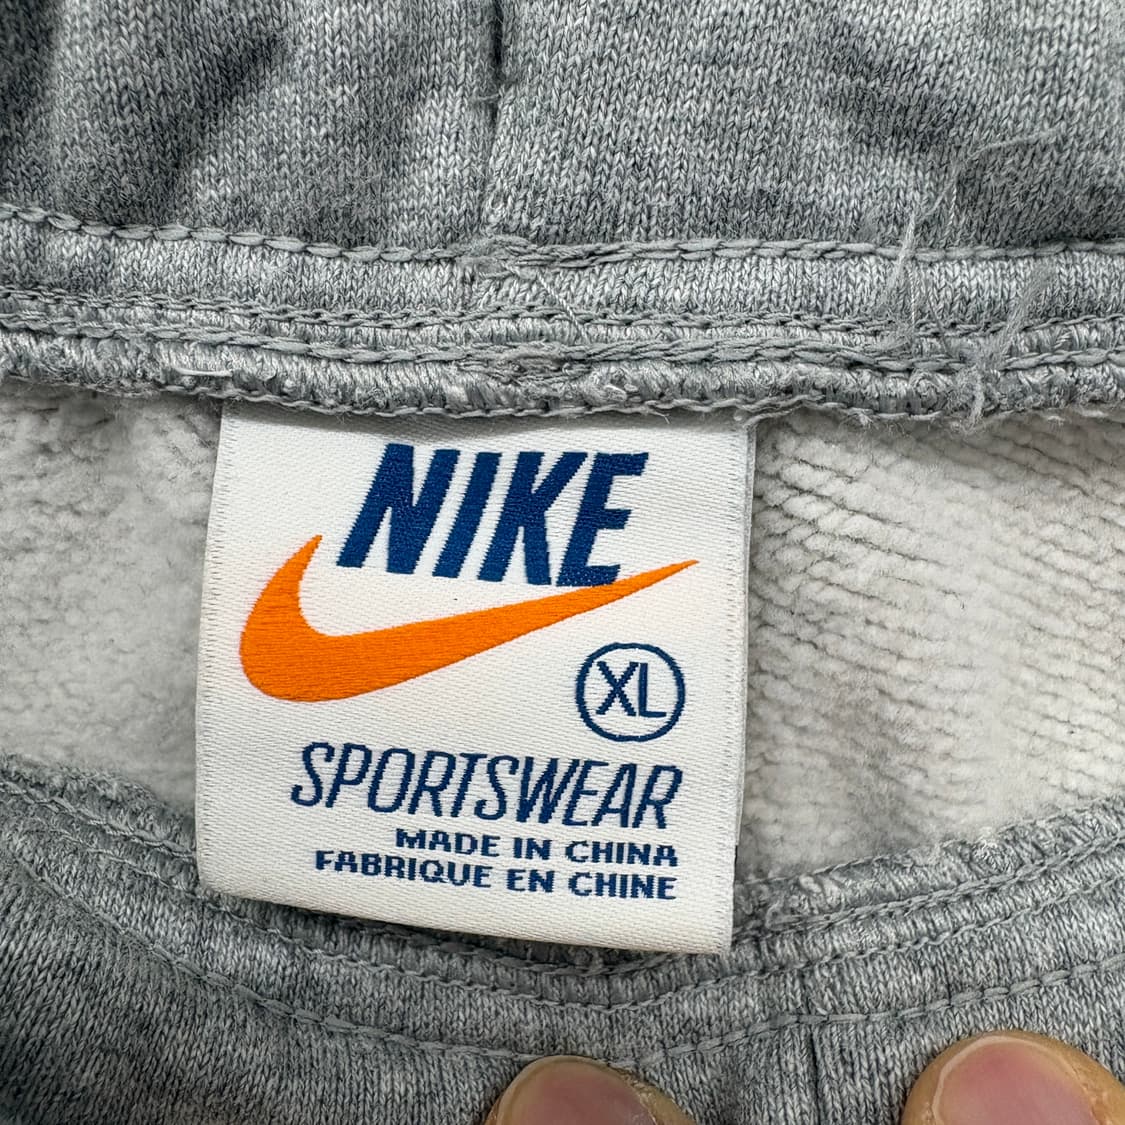 NIKE
XL
SPORTSWEAR
MADE IN CHINA
FABRIQUE EN CHINE